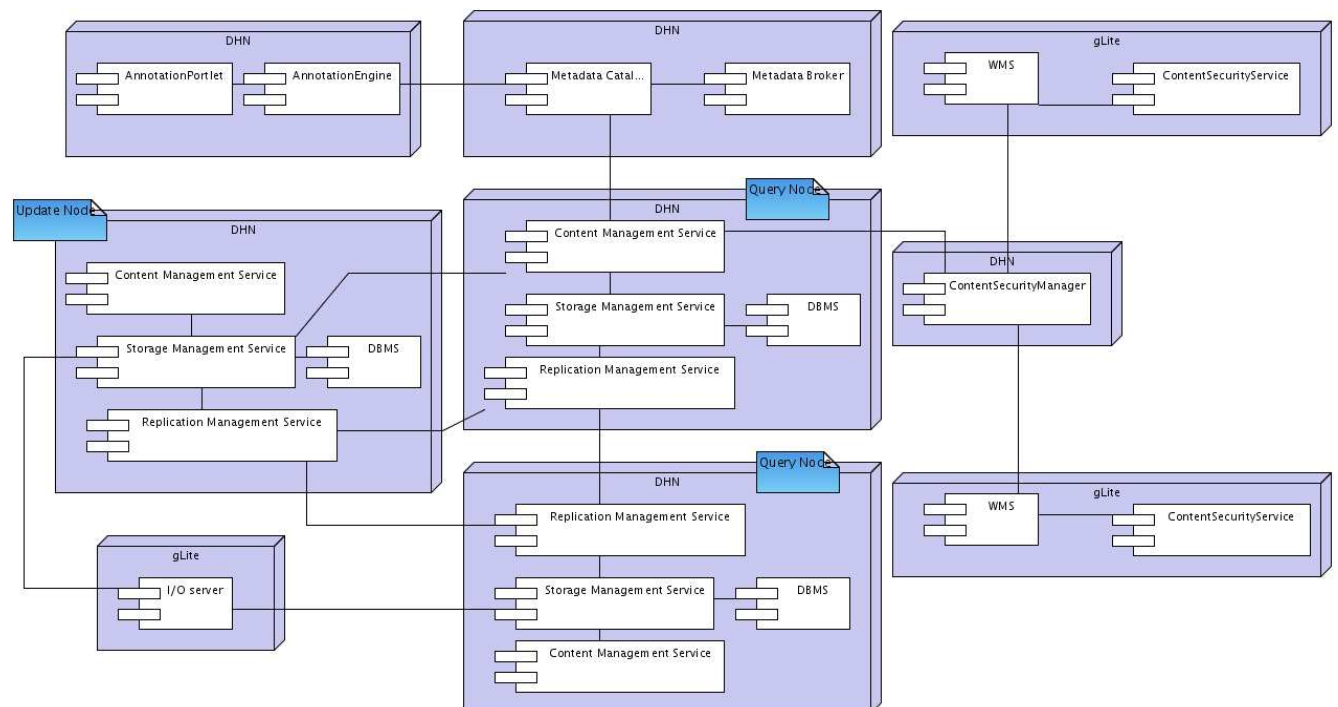 DHN
AnnotationPortlet
AnnotationEngine
DHN
Metadata Catal...
Metadata Broker
gLite
WMS
ContentSecurityService
Update Node
DHN
Content Management Service
Storage Management Service
DBMS
Replication Management Service
Query Node
DHN
Content Management Service
Storage Management Service
DBMS
Replication Management Service
DHN
ContentSecurityManager
Query Node
DHN
Replication Management Service
Storage Management Service
DBMS
Content Management Service
gLite
WMS
ContentSecurityService
gLite
I/O server